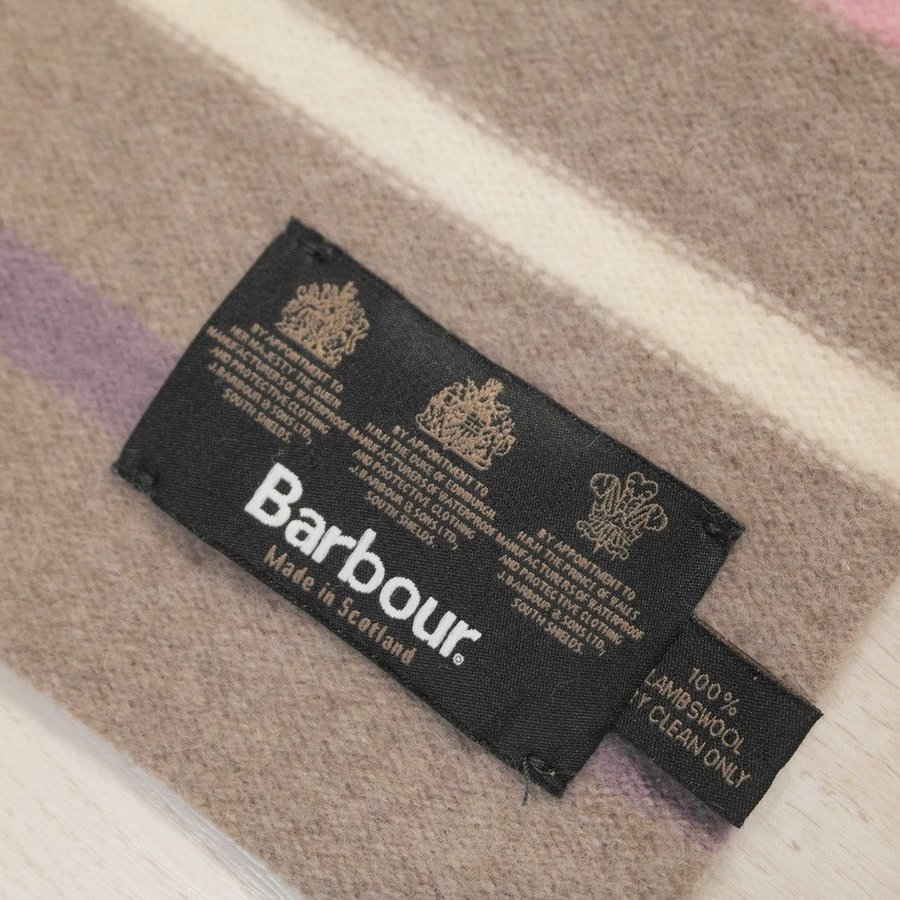 BY APPOINTMENT TO
HER MAJESTY THE QUEEN
MANUFACTURERS OF WATERPROOF
AND PROTECTIVE CLOTHING
J.BARBOUR & SONS LTD,
SOUTH SHIELDS.
BY APPOINTMENT TO
H.R.H THE DUKE OF EDINBURGH
MANUFACTURERS OF WATERPROOF
AND PROTECTIVE CLOTHING
J.BARBOUR & SONS LTD,
SOUTH SHIELDS.
BY APPOINTMENT TO
H.R.H THE PRINCE OF WALES
MANUFACTURERS OF WATERPROOF
AND PROTECTIVE CLOTHING
J.BARBOUR & SONS LTD,
SOUTH SHIELDS.
Barbour®
Made in Scotland
100%
LAMBSWOOL
RY CLEAN ONLY